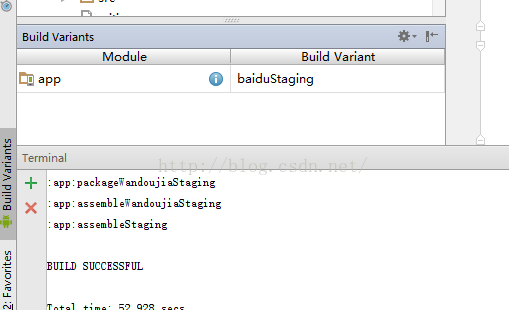 src
Build Variants
Module Build Variant
app baiduStaging
Terminal
http://blog.csdn.net/
:app:packageWandoujiaStaging
:app:assembleWandoujiaStaging
:app:assembleStaging
BUILD SUCCESSFUL
Total time: 52.928 secs
Build Variants
2: Favorites